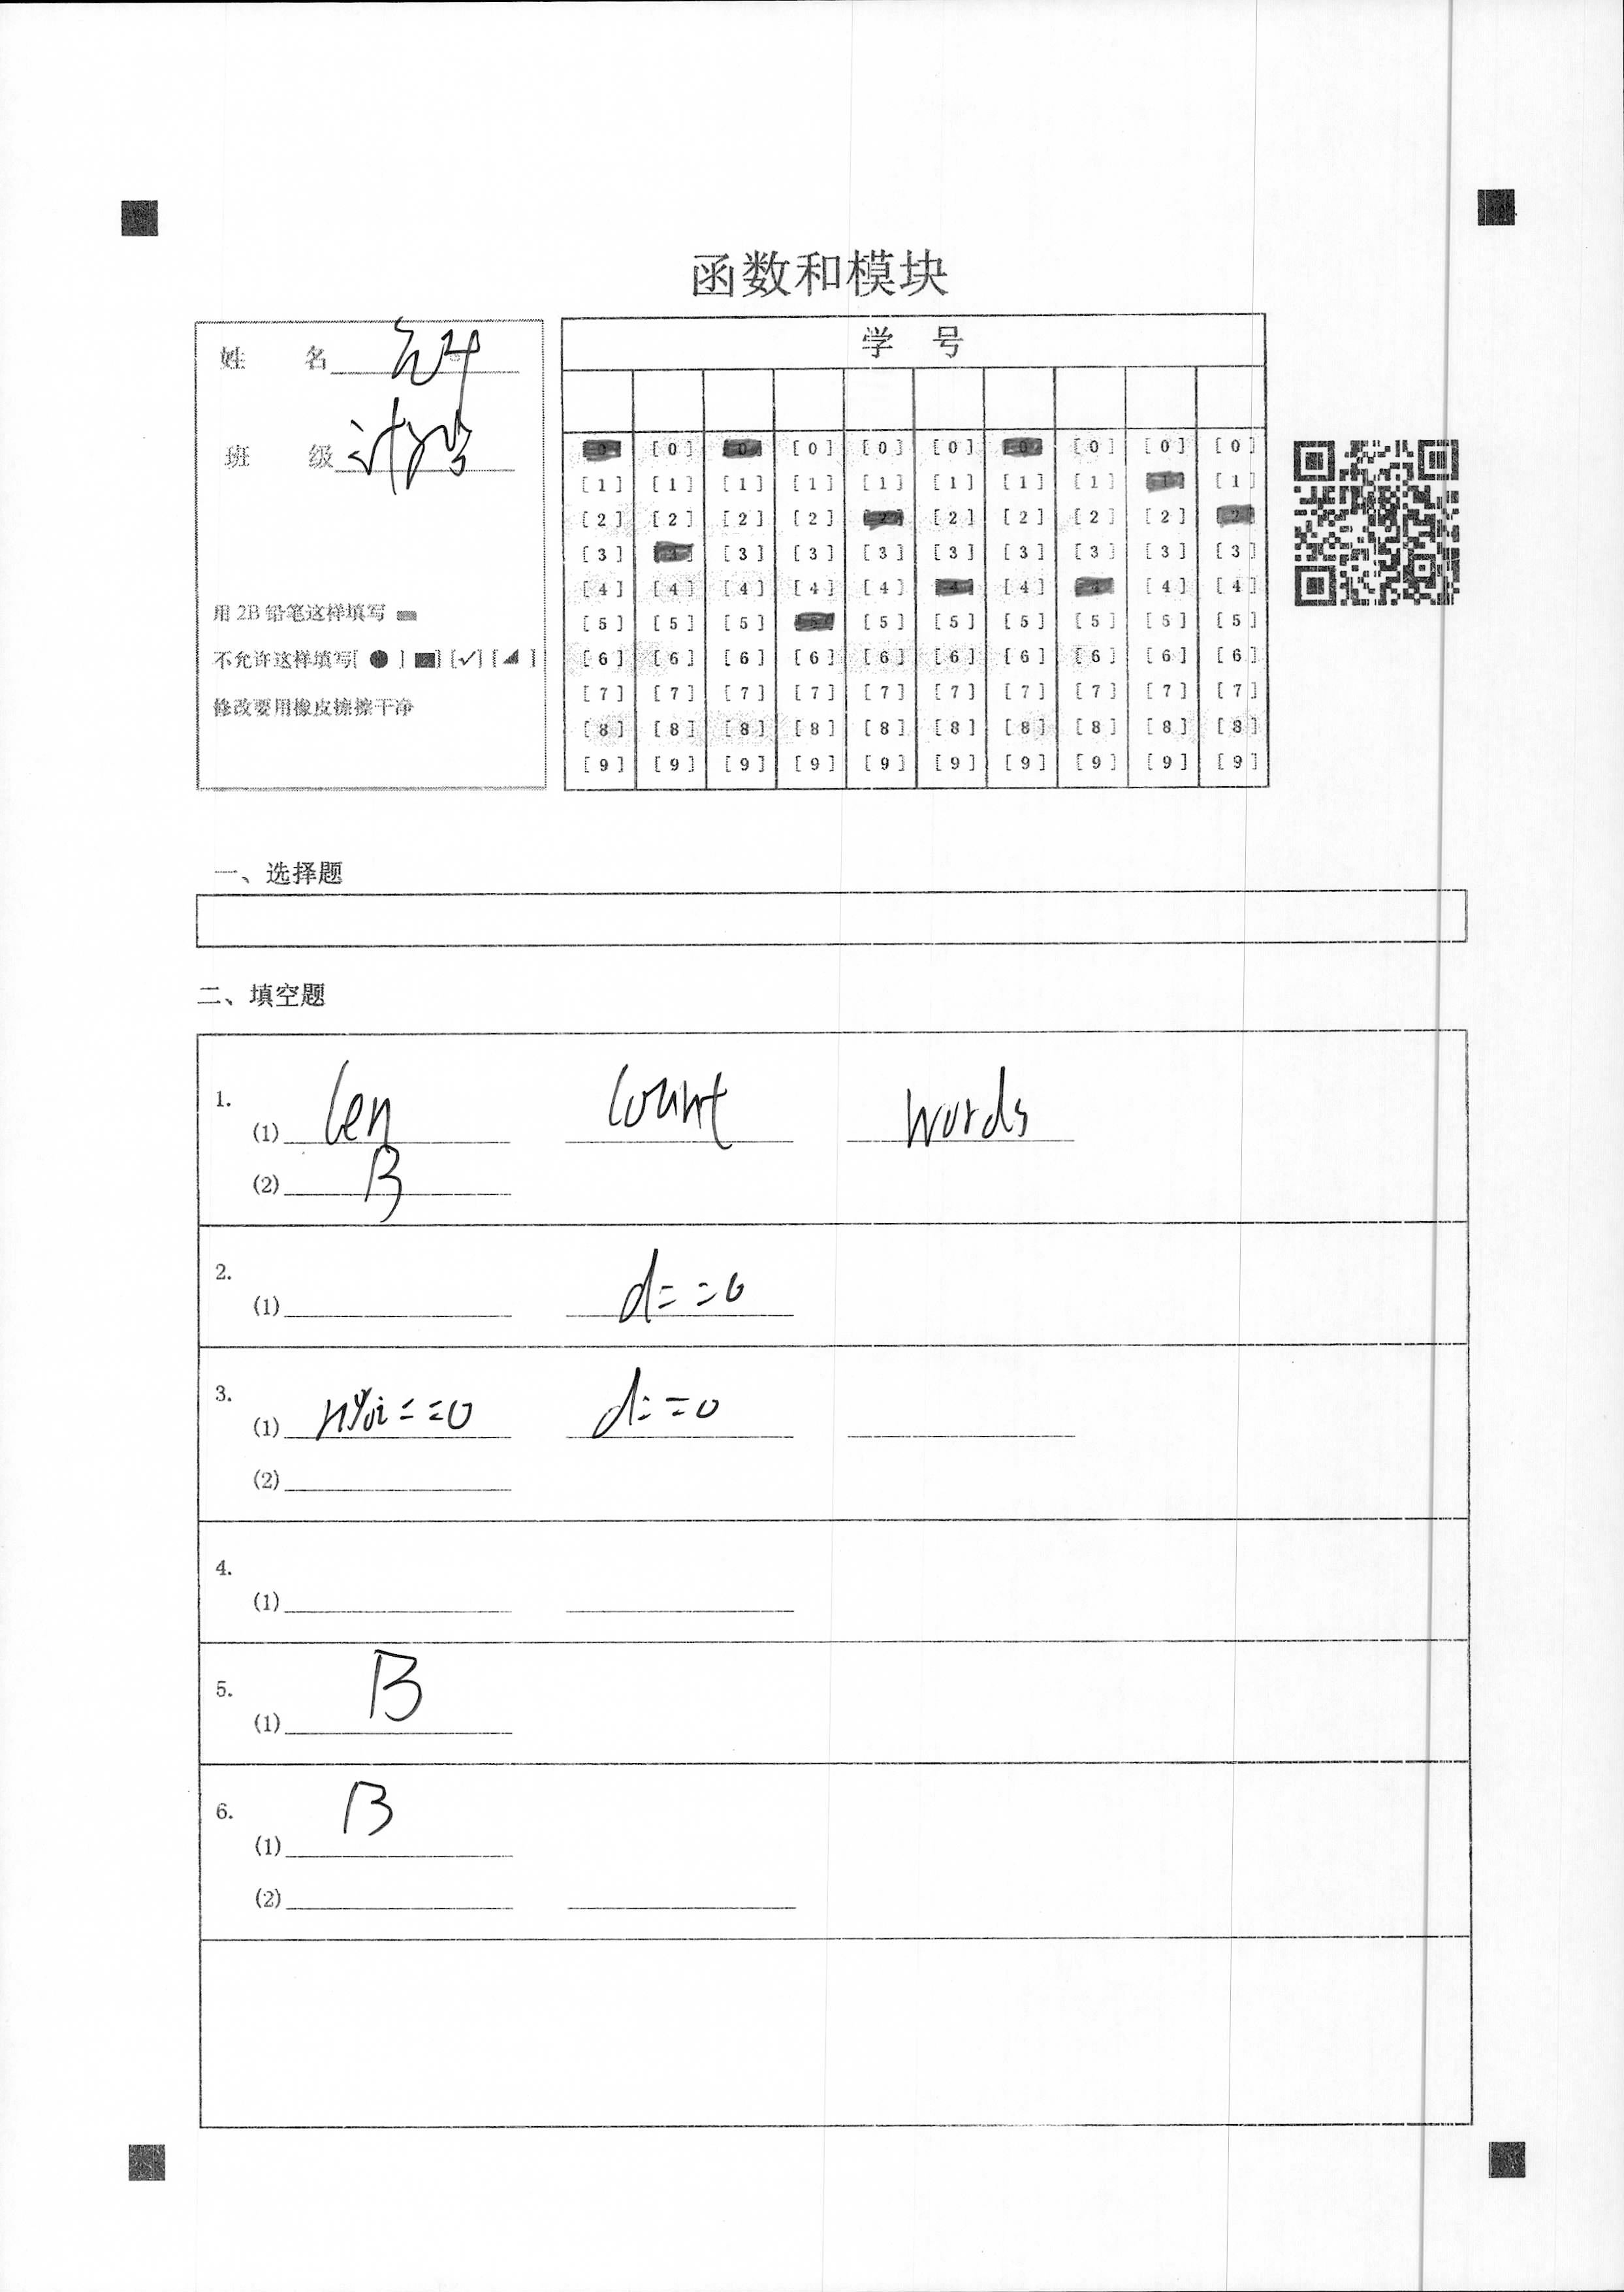 函数和模块
姓 名
班 级
用 2B 铅笔这样填写
不允许这样填写[ ● ] [■] [✓] [◢ ]
修改要用橡皮擦擦干净
学 号
[0] [0] [0] [0] [0] [0] [0] [0] [0] [0]
[1] [1] [1] [1] [1] [1] [1] [1] [1] [1]
[2] [2] [2] [2] [2] [2] [2] [2] [2] [2]
[3] [3] [3] [3] [3] [3] [3] [3] [3] [3]
[4] [4] [4] [4] [4] [4] [4] [4] [4] [4]
[5] [5] [5] [5] [5] [5] [5] [5] [5] [5]
[6] [6] [6] [6] [6] [6] [6] [6] [6] [6]
[7] [7] [7] [7] [7] [7] [7] [7] [7] [7]
[8] [8] [8] [8] [8] [8] [8] [8] [8] [8]
[9] [9] [9] [9] [9] [9] [9] [9] [9] [9]
一、选择题
二、填空题
1.
(1) len count words
(2) B
2.
(1) d==0
3.
(1) n%i==0 d==0
(2)
4.
(1)
5.
(1) B
6.
(1) B
(2)